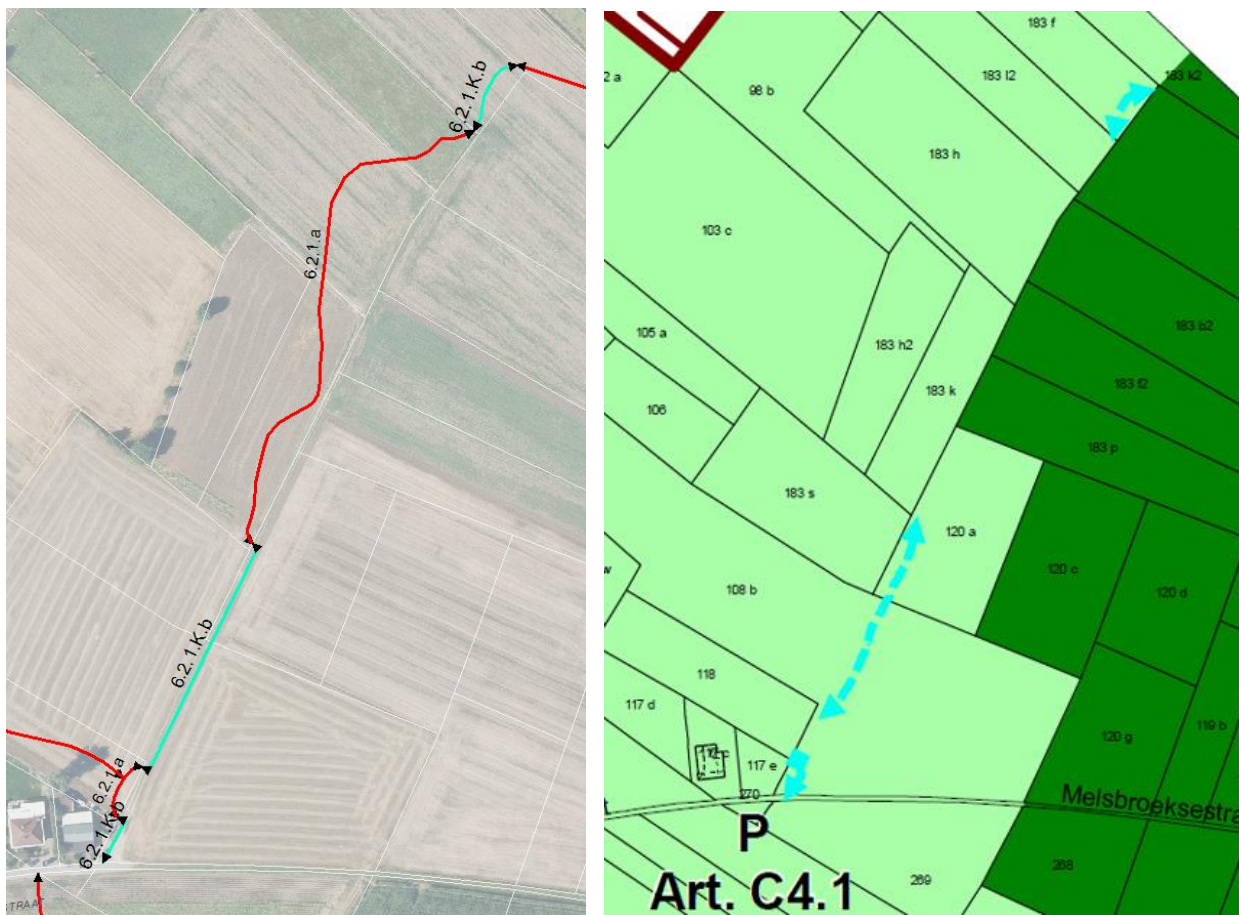 6.2.1.K.b
6.2.1.a
6.2.1.K.b
6.2.1.a
6.2.1.K.b
STRAAT
2 a
98 b
183 f
183 l2
183 k2
183 h
103 c
183 b2
183 h2
105 a
183 k
183 f2
106
183 p
183 s
120 a
120 c
120 d
108 b
118
117 d
119 b
120 g
117 e
270
Melsbroeksestra
P
268
Art. C4.1
269